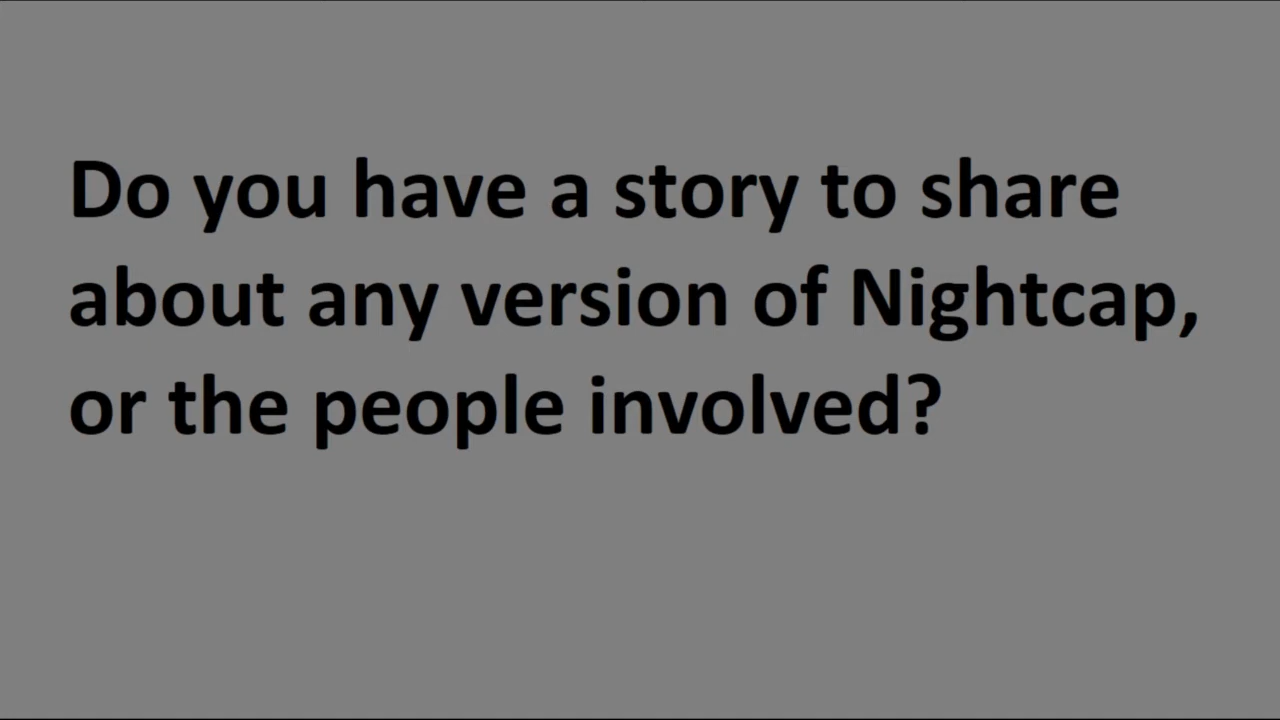 Do you have a story to share
about any version of Nightcap,
or the people involved?